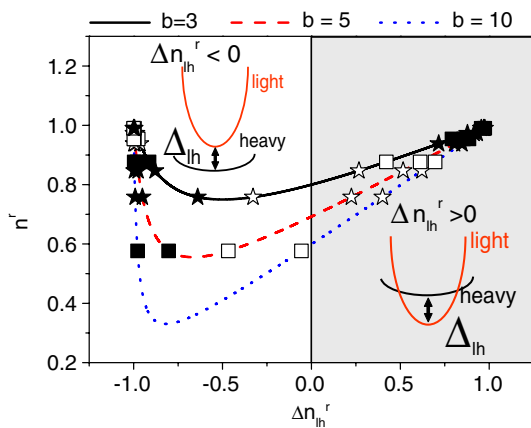 b=3 b = 5 b = 10
1.2
1.0
0.8
0.6
0.4
0.2
n^r
Δn_lh^r < 0
light
Δ_lh
heavy
Δn_lh^r >0
light
heavy
Δ_lh
-1.0 -0.5 0.0 0.5 1.0
Δn_lh^r